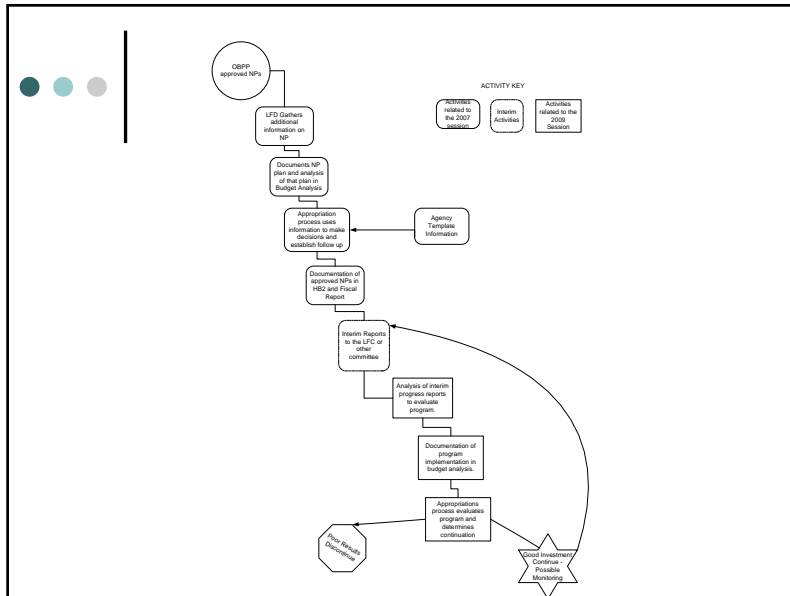 OBPP
approved NPs
ACTIVITY KEY
Activities
related to
the 2007
session
Interim
Activities
Activities
related to the
2009
Session
LFD Gathers
additional
information on
NP
Documents NP
plan and analysis
of that plan in
Budget Analysis
Appropriation
process uses
information to make
decisions and
establish follow up
Agency
Template
Information
Documentation of
approved NPs in
HB2 and Fiscal
Report
Interim Reports
to the LFC or
other
committee
Analysis of interim
progress reports
to evaluate
program.
Documentation of
program
implementation in
budget analysis.
Appropriations
process evaluates
program and
determines
continuation
Poor Results
Discontinue
Good Investment
Continue -
Possible
Monitoring